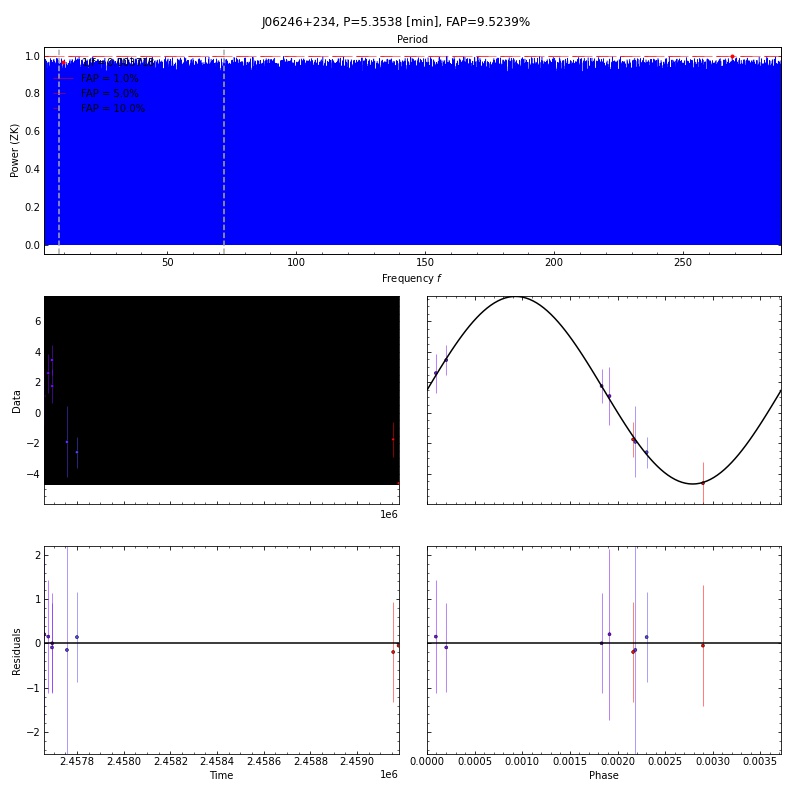 J06246+234, P=5.3538 [min], FAP=9.5239%
Period
1.0
0.8
0.6
0.4
0.2
0.0
Power (ZK)
FAP = 1.0%
FAP = 5.0%
FAP = 10.0%
50 100 150 200 250
Frequency f
6
4
2
0
−2
−4
Data
1e6
2
1
0
−1
−2
Residuals
2.4578 2.4580 2.4582 2.4584 2.4586 2.4588 2.4590
Time
1e6
0.0000 0.0005 0.0010 0.0015 0.0020 0.0025 0.0030 0.0035
Phase